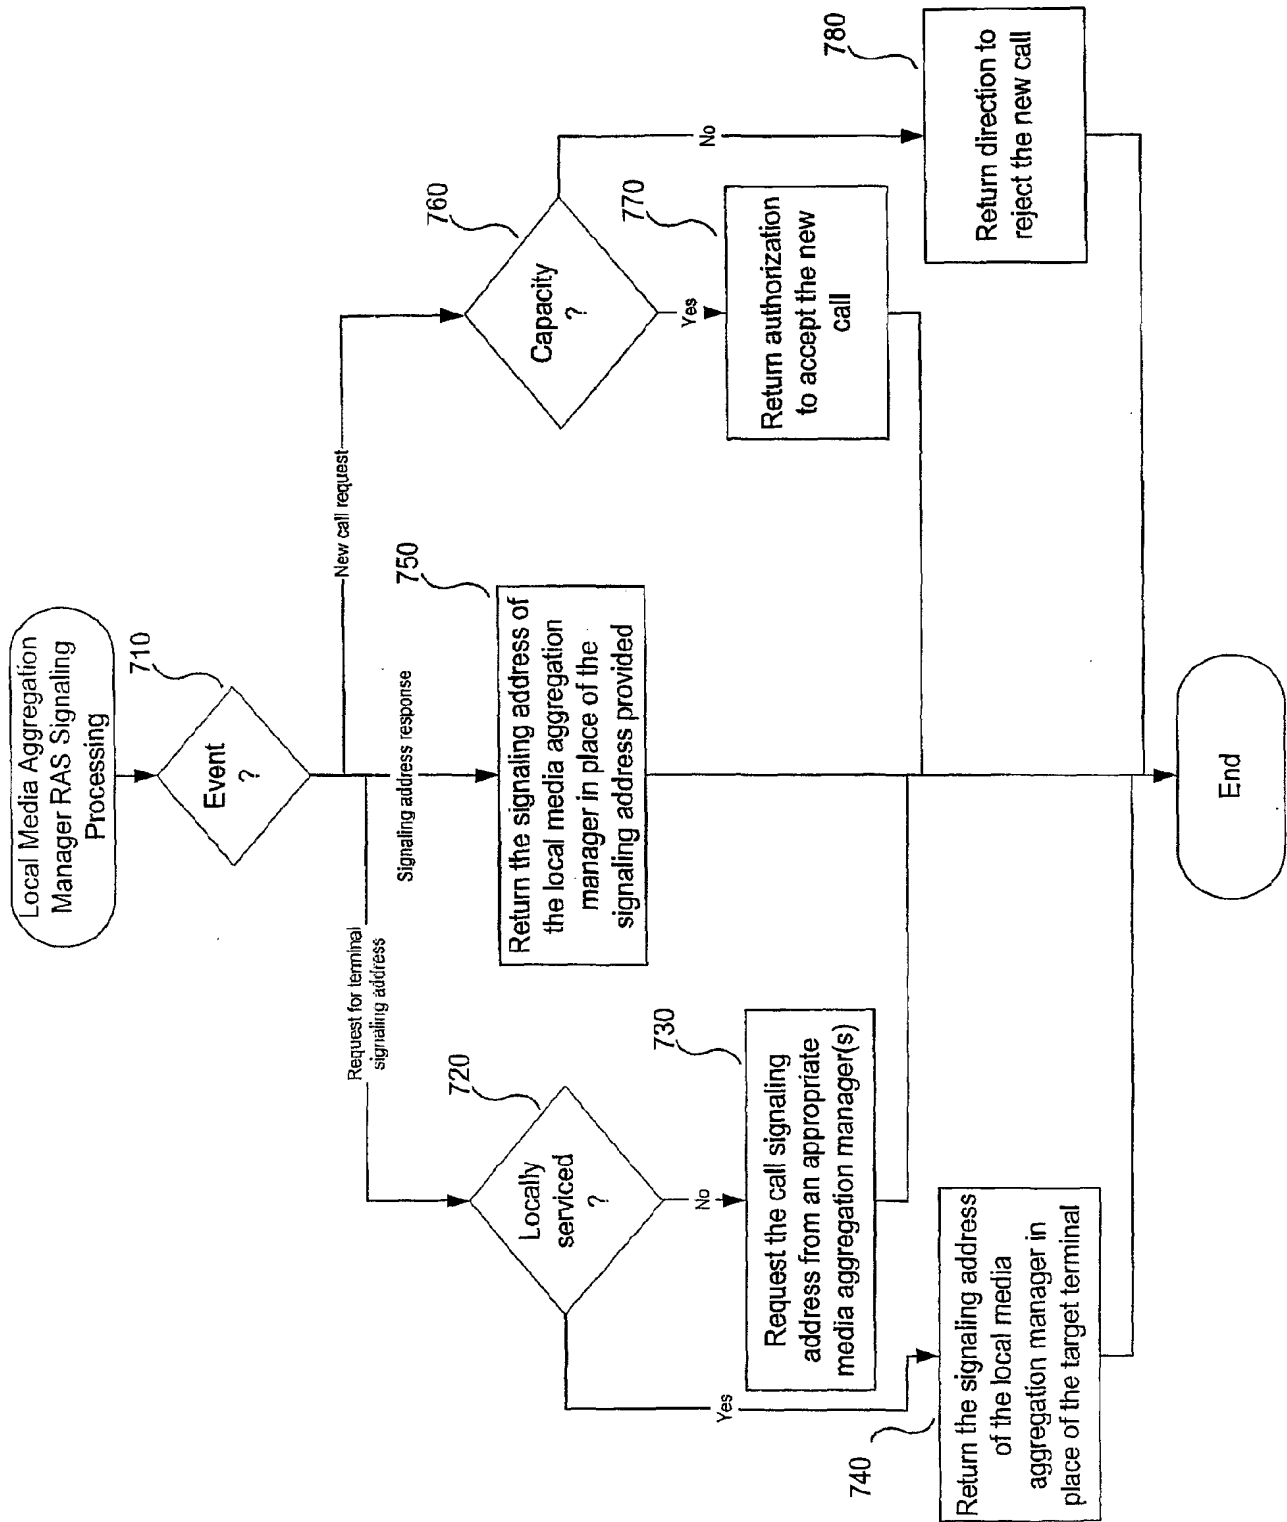 Local Media Aggregation
Manager RAS Signaling
Processing
710
Event
?
Request for terminal
signaling address
Signaling address response
New call request
720
Locally
serviced
?
Yes
No
730
Request the call signaling
address from an appropriate
media aggregation manager(s)
740
Return the signaling address
of the local media
aggregation manager in
place of the target terminal
750
Return the signaling address of
the local media aggregation
manager in place of the
signaling address provided
760
Capacity
?
Yes
No
770
Return authorization
to accept the new
call
780
Return direction to
reject the new call
End